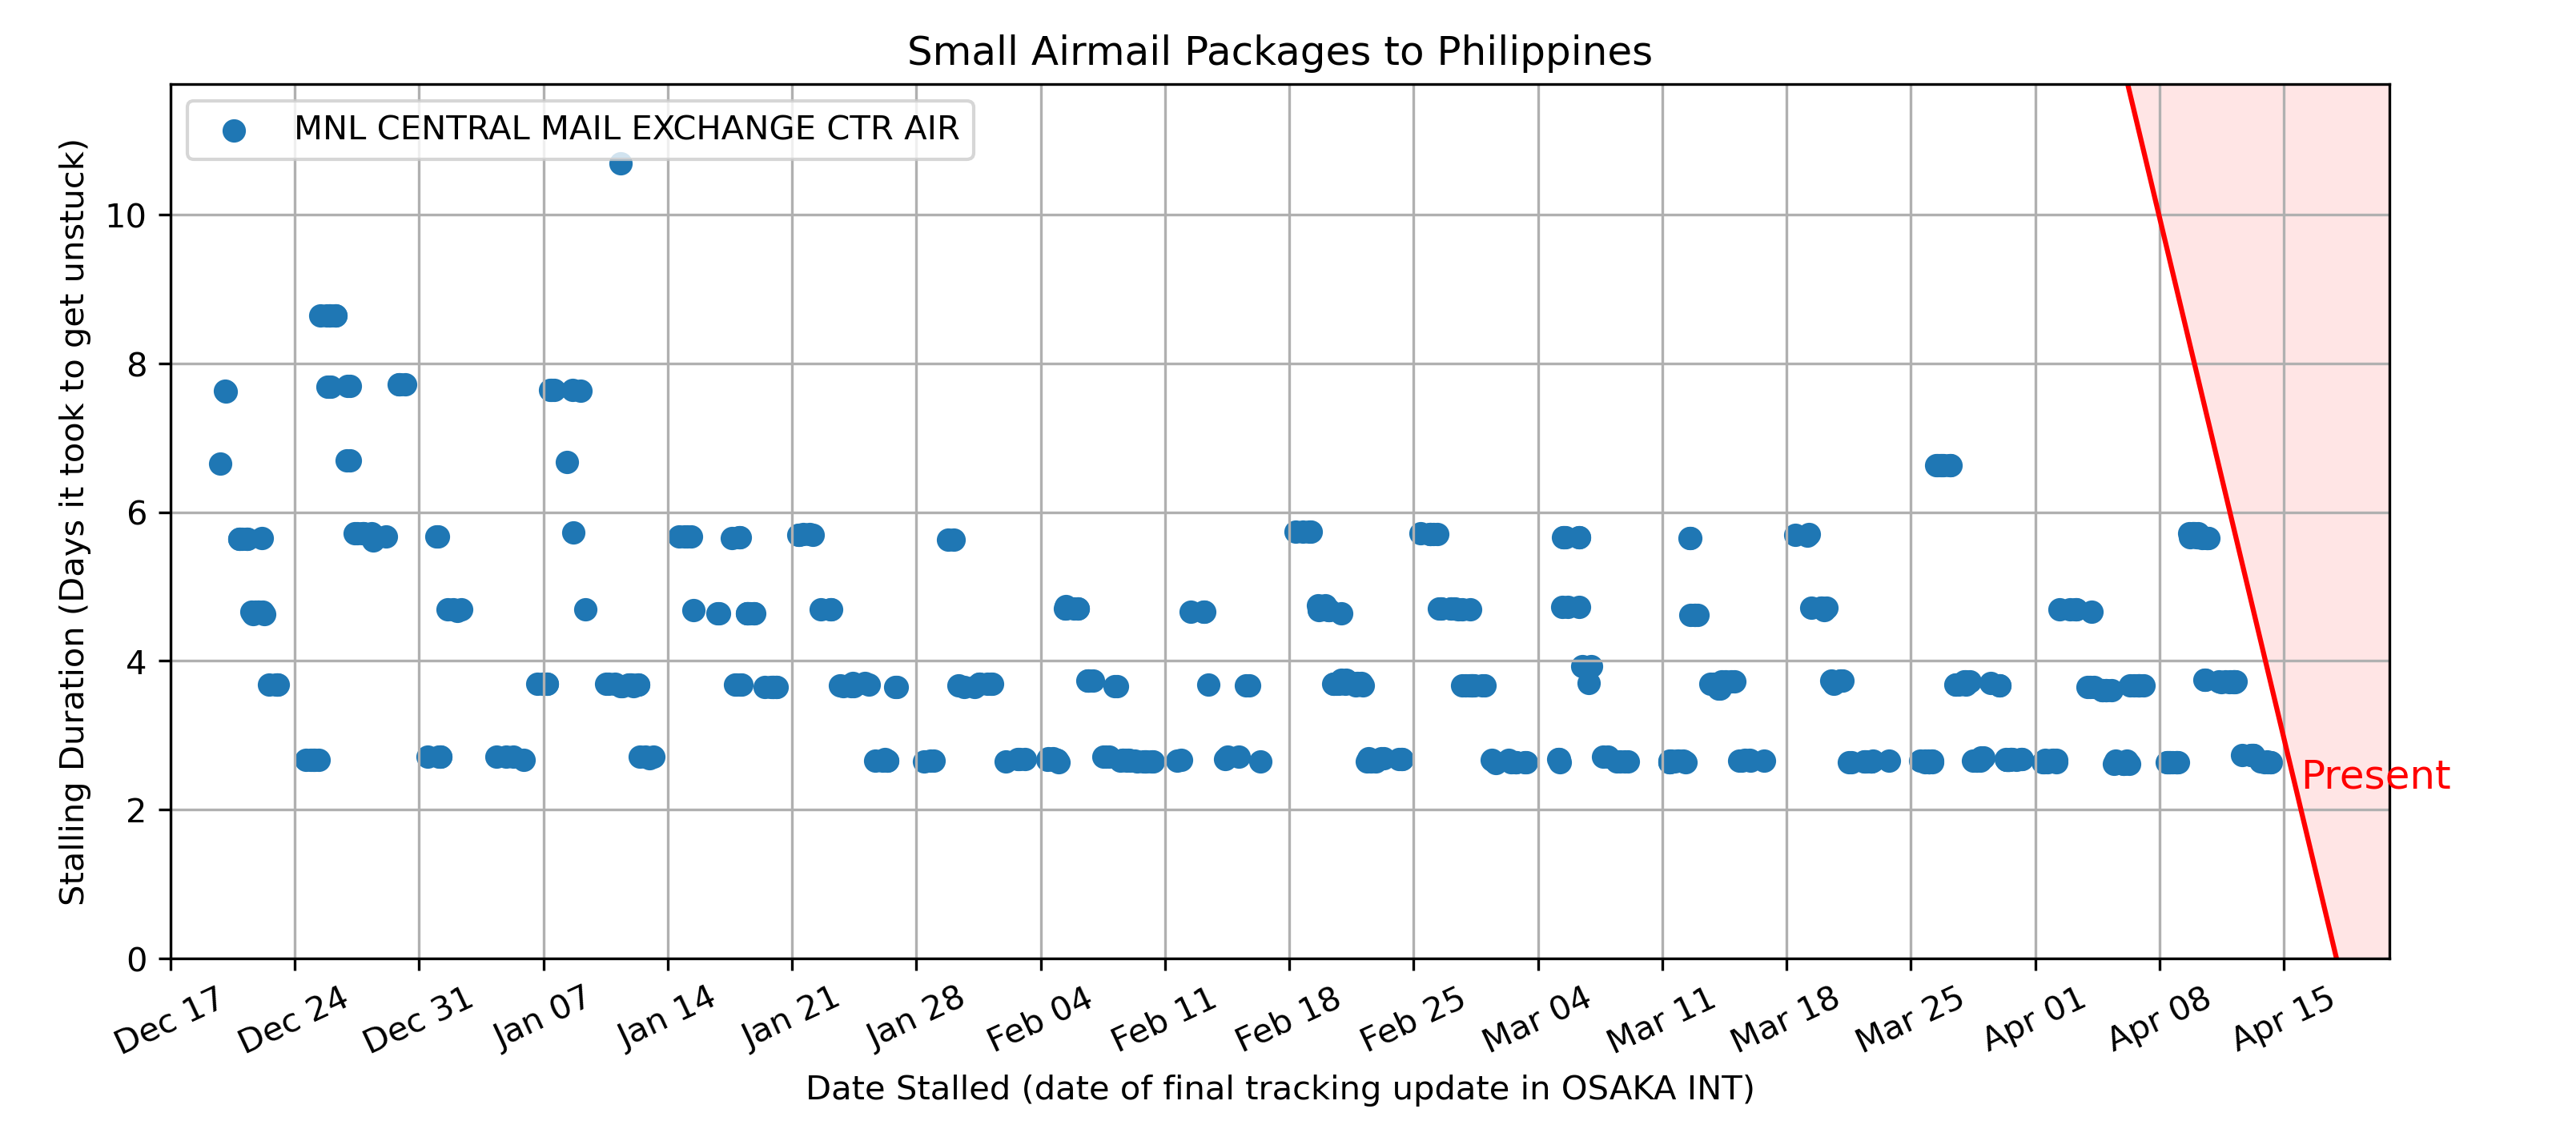 Small Airmail Packages to Philippines
MNL CENTRAL MAIL EXCHANGE CTR AIR
Stalling Duration (Days it took to get unstuck)
10
8
6
4
2
0
Present
Dec 17
Dec 24
Dec 31
Jan 07
Jan 14
Jan 21
Jan 28
Feb 04
Feb 11
Feb 18
Feb 25
Mar 04
Mar 11
Mar 18
Mar 25
Apr 01
Apr 08
Apr 15
Date Stalled (date of final tracking update in OSAKA INT)